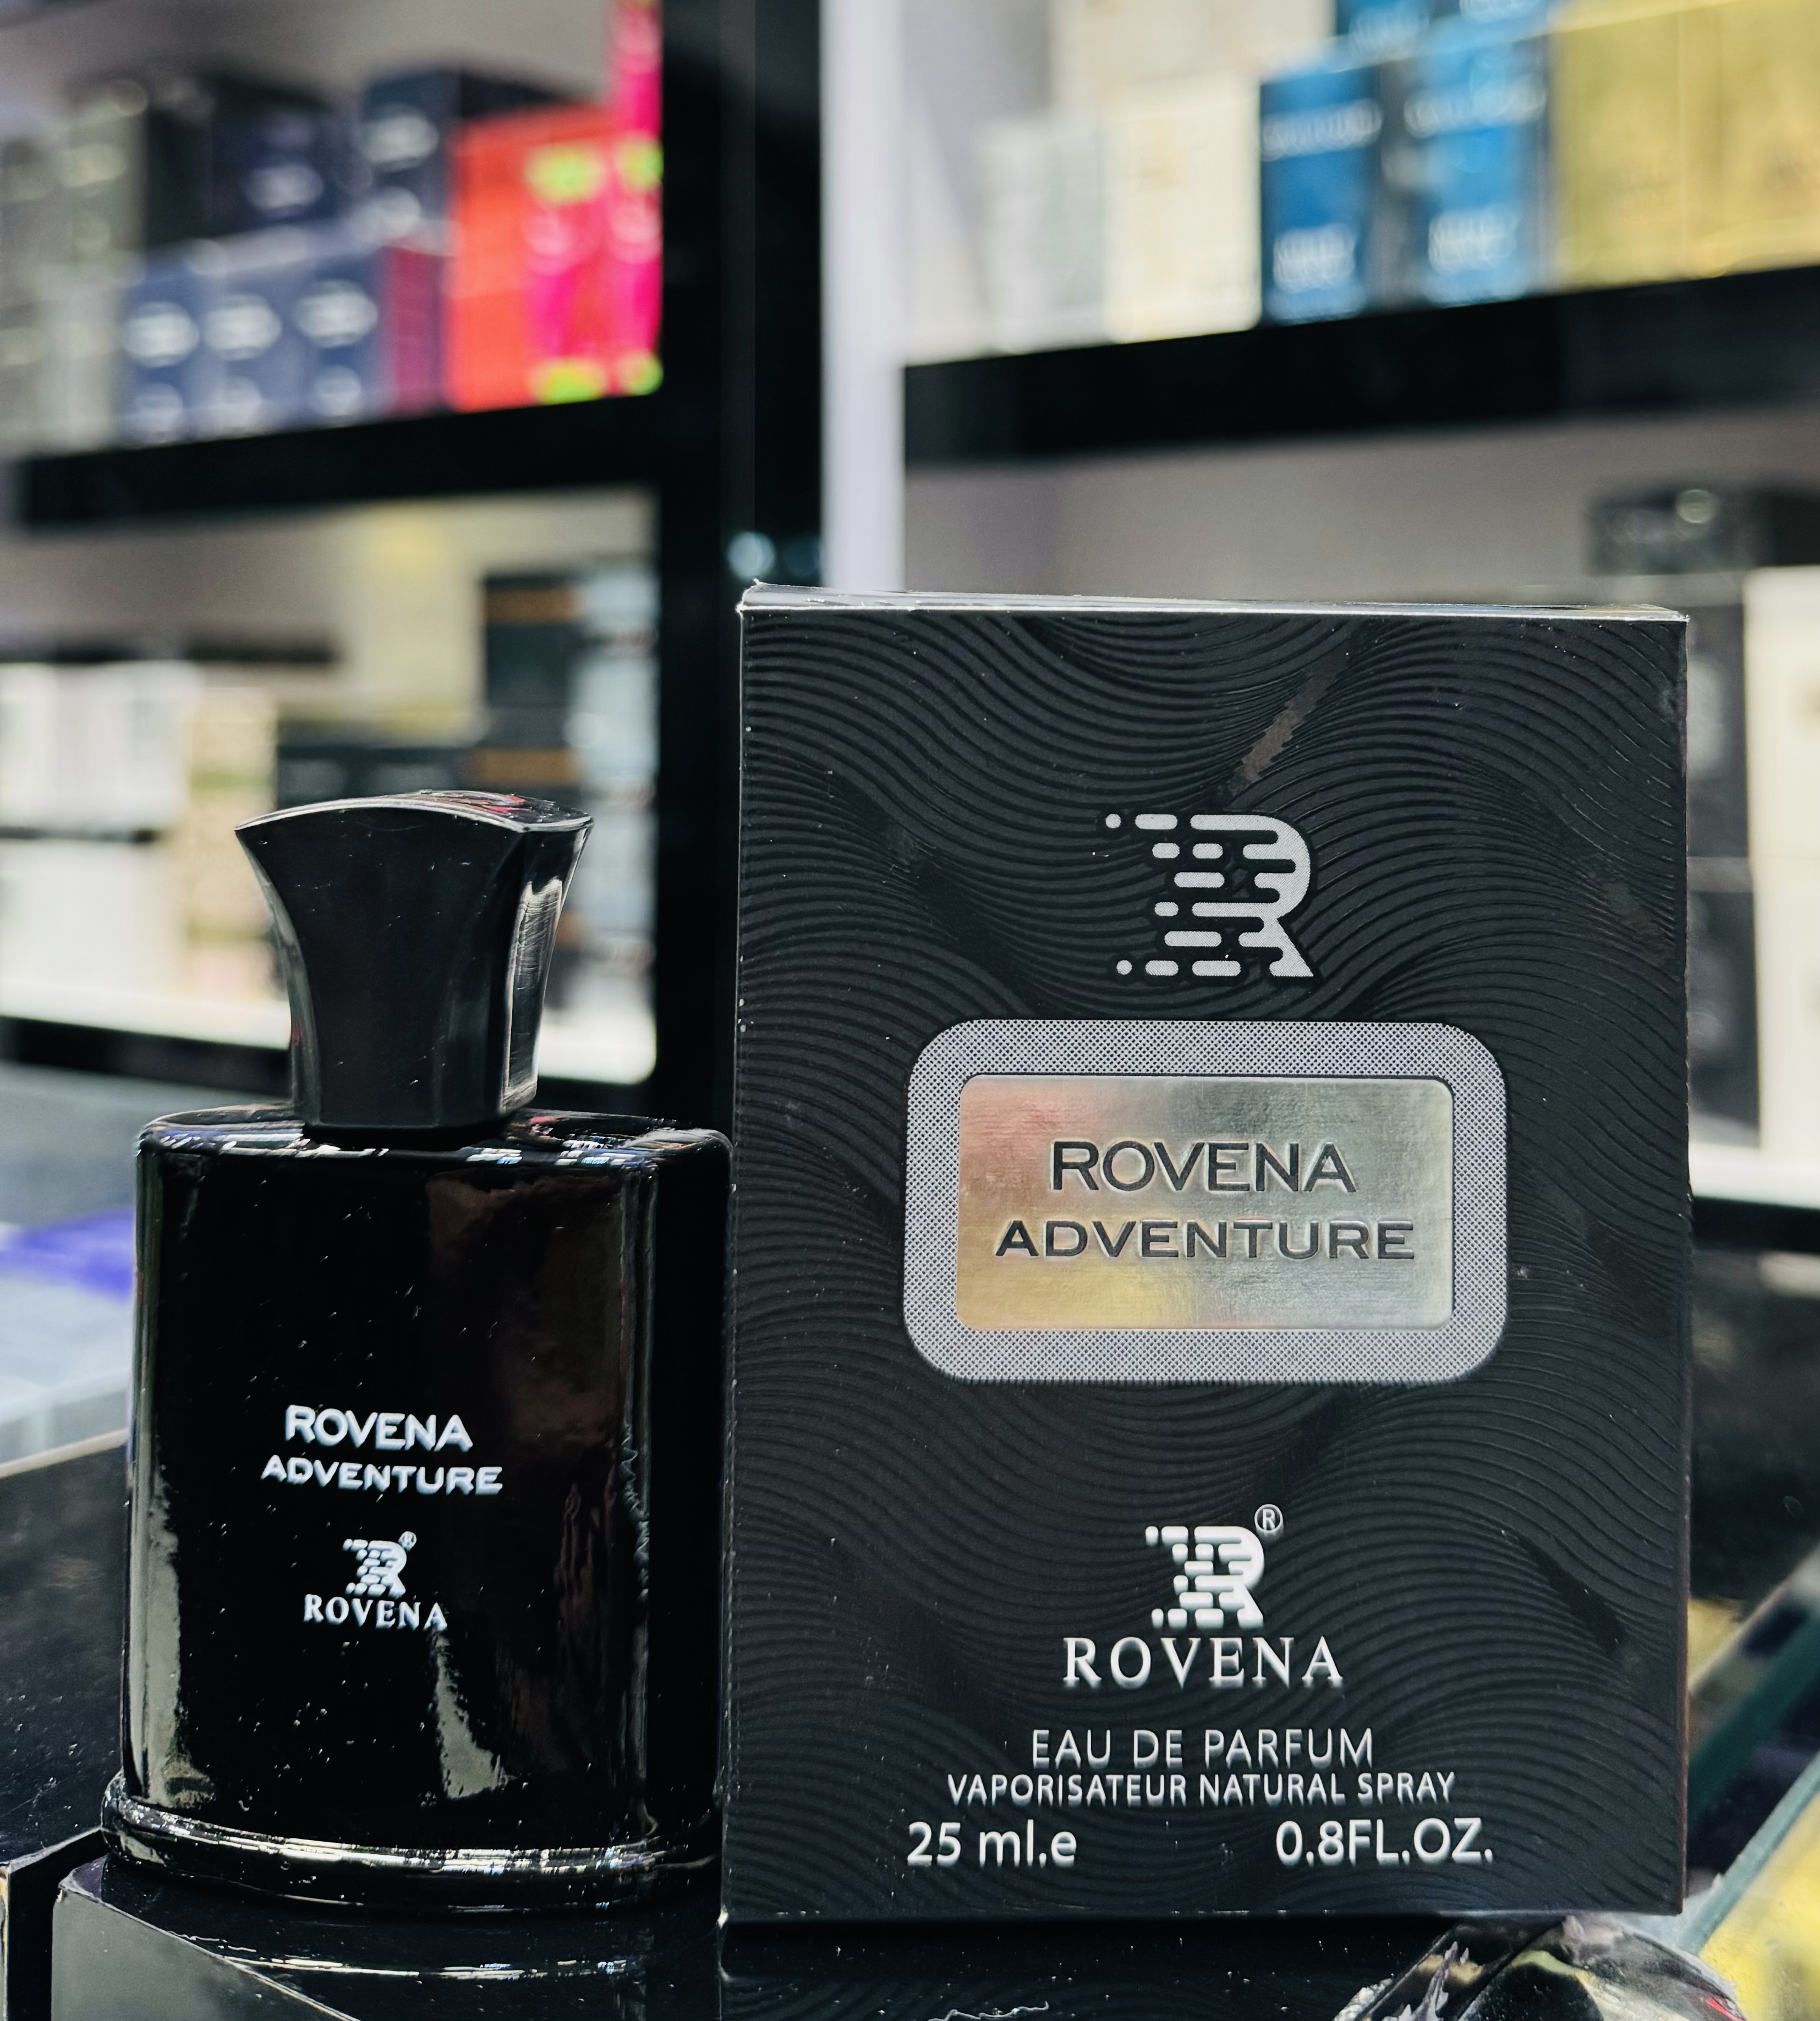 ROVENA
ADVENTURE
®
ROVENA
R
ROVENA
ADVENTURE
R®
ROVENA
EAU DE PARFUM
VAPORISATEUR NATURAL SPRAY
25 ml.e 0.8FL.OZ.